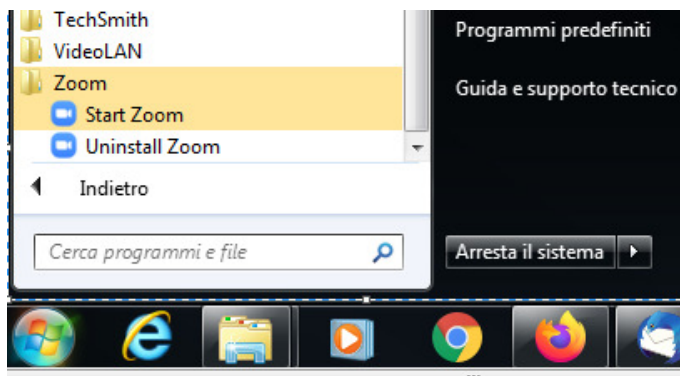 TechSmith
VideoLAN
Zoom
Start Zoom
Uninstall Zoom
Indietro
Cerca programmi e file
Programmi predefiniti
Guida e supporto tecnico
Arresta il sistema